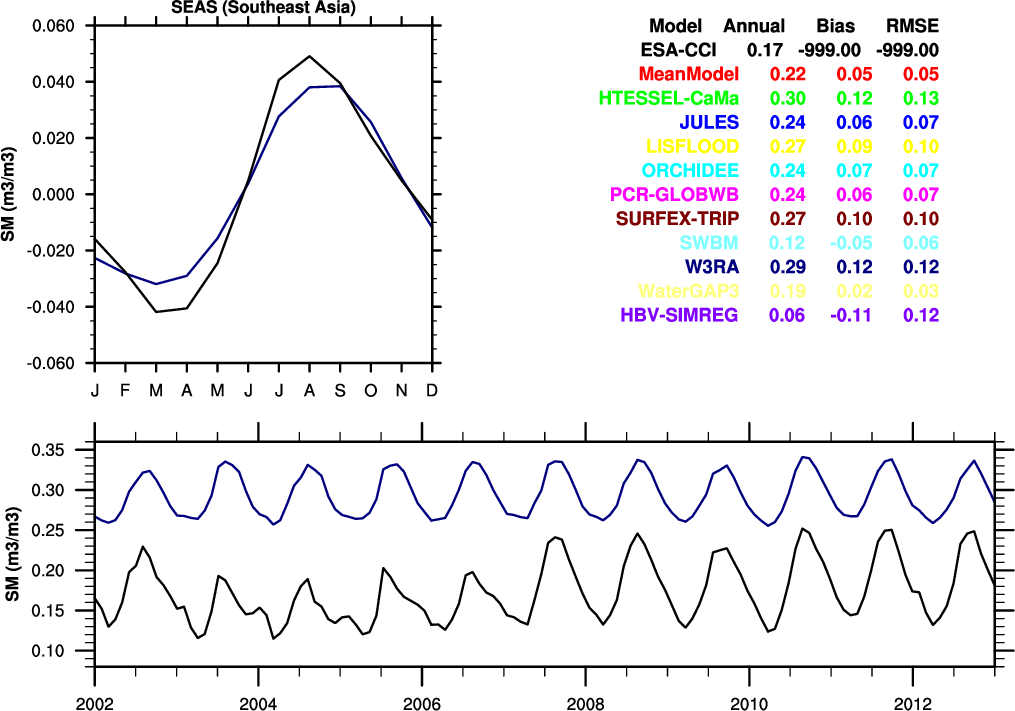 SEAS (Southeast Asia)
0.060
0.040
0.020
0.000
-0.020
-0.040
-0.060
SM (m3/m3)
J F M A M J J A S O N D
Model Annual Bias RMSE
ESA-CCI 0.17 -999.00 -999.00
MeanModel 0.22 0.05 0.05
HTESSEL-CaMa 0.30 0.12 0.13
JULES 0.24 0.06 0.07
LISFLOOD 0.27 0.09 0.10
ORCHIDEE 0.24 0.07 0.07
PCR-GLOBWB 0.24 0.06 0.07
SURFEX-TRIP 0.27 0.10 0.10
SWBM 0.12 -0.05 0.06
W3RA 0.29 0.12 0.12
WaterGAP3 0.19 0.02 0.03
HBV-SIMREG 0.06 -0.11 0.12
0.35
0.30
0.25
0.20
0.15
0.10
SM (m3/m3)
2002 2004 2006 2008 2010 2012